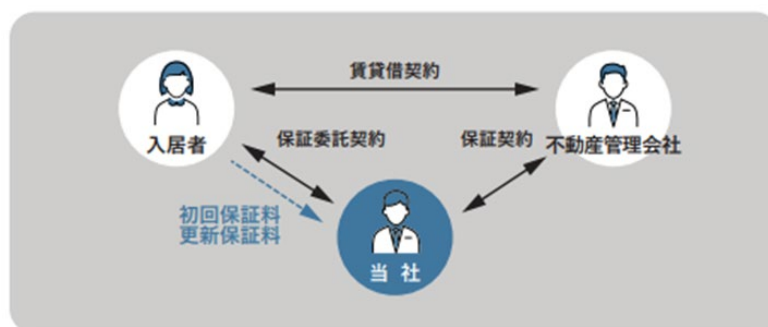 賃貸借契約
入居者
保証委託契約
保証契約
不動産管理会社
初回保証料
更新保証料
当 社